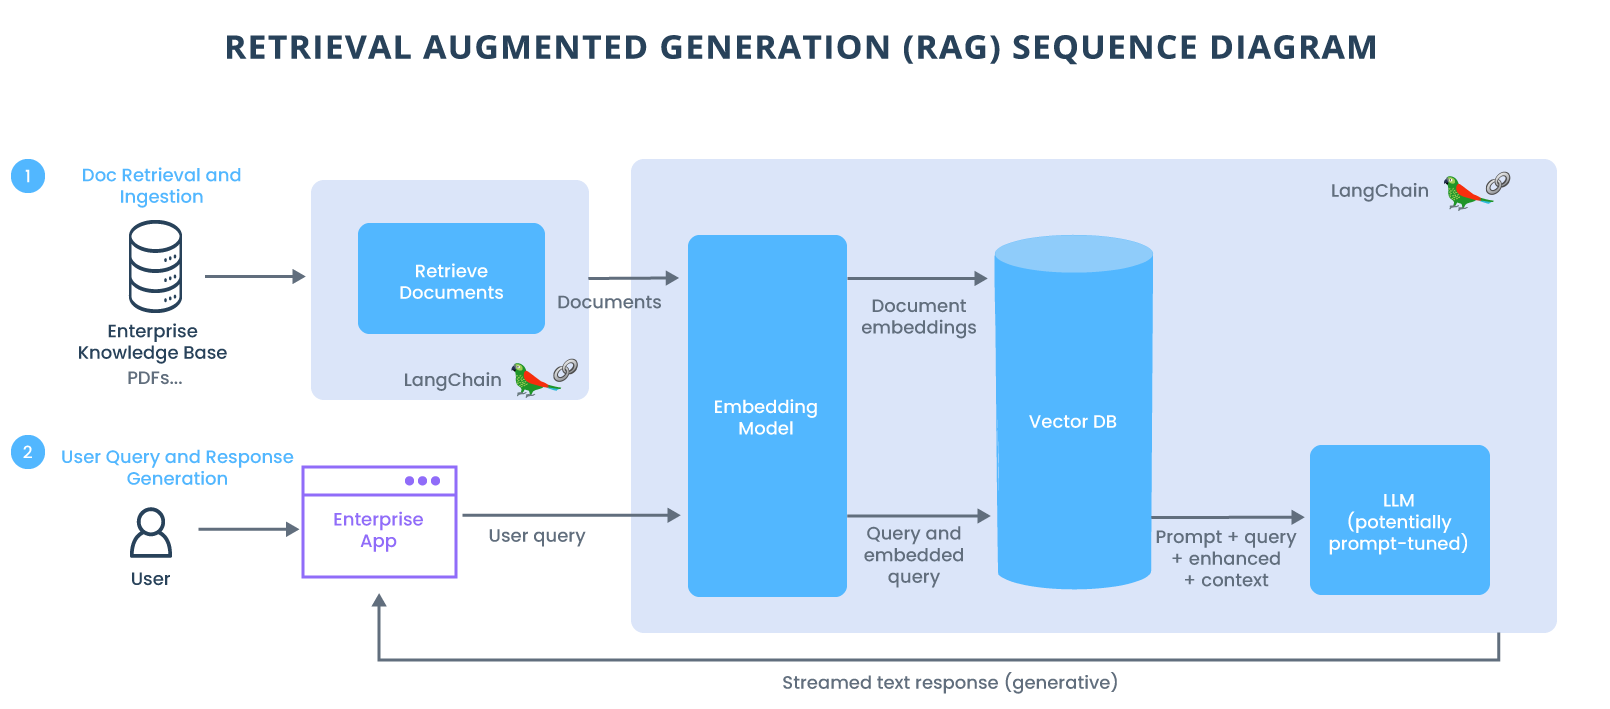 RETRIEVAL AUGMENTED GENERATION (RAG) SEQUENCE DIAGRAM
1
Doc Retrieval and
Ingestion
Enterprise
Knowledge Base
PDFs...
Retrieve
Documents
LangChain
Documents
LangChain
Embedding
Model
Document
embeddings
Vector DB
2
User Query and Response
Generation
User
Enterprise
App
User query
Query and
embedded
query
Prompt + query
+ enhanced
+ context
LLM
(potentially
prompt-tuned)
Streamed text response (generative)